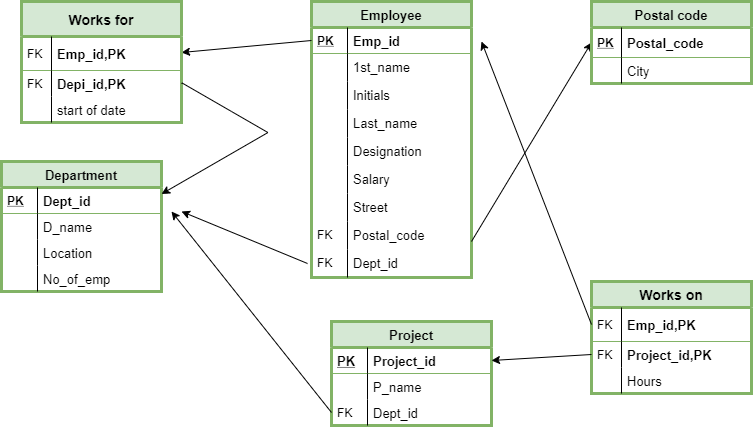 Works for
FK Emp_id,PK
FK Depi_id,PK
start of date
Employee
PK Emp_id
1st_name
Initials
Last_name
Designation
Salary
Street
FK Postal_code
FK Dept_id
Postal code
PK Postal_code
City
Department
PK Dept_id
D_name
Location
No_of_emp
Project
PK Project_id
P_name
FK Dept_id
Works on
FK Emp_id,PK
FK Project_id,PK
Hours